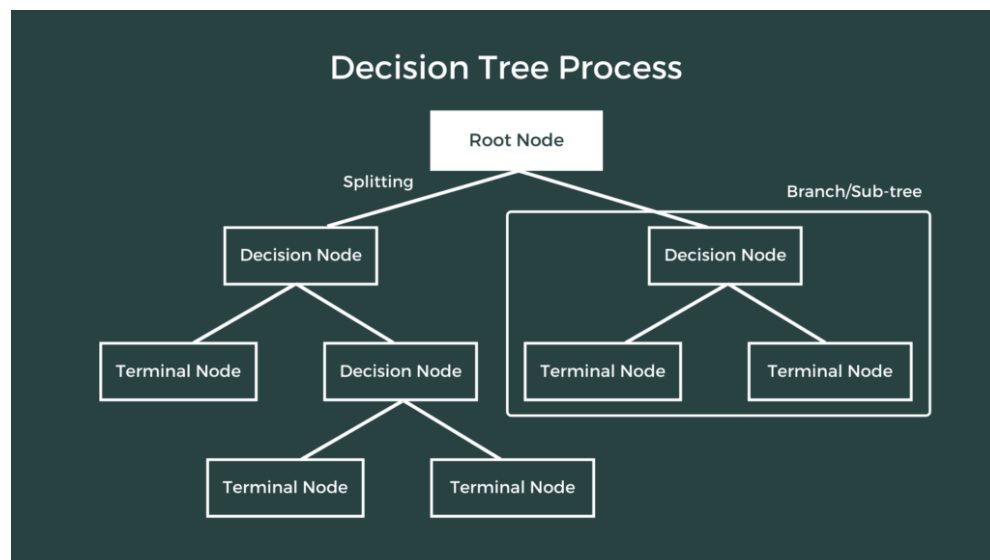 Decision Tree Process
Root Node
Splitting
Branch/Sub-tree
Decision Node
Decision Node
Terminal Node
Decision Node
Terminal Node
Terminal Node
Terminal Node
Terminal Node